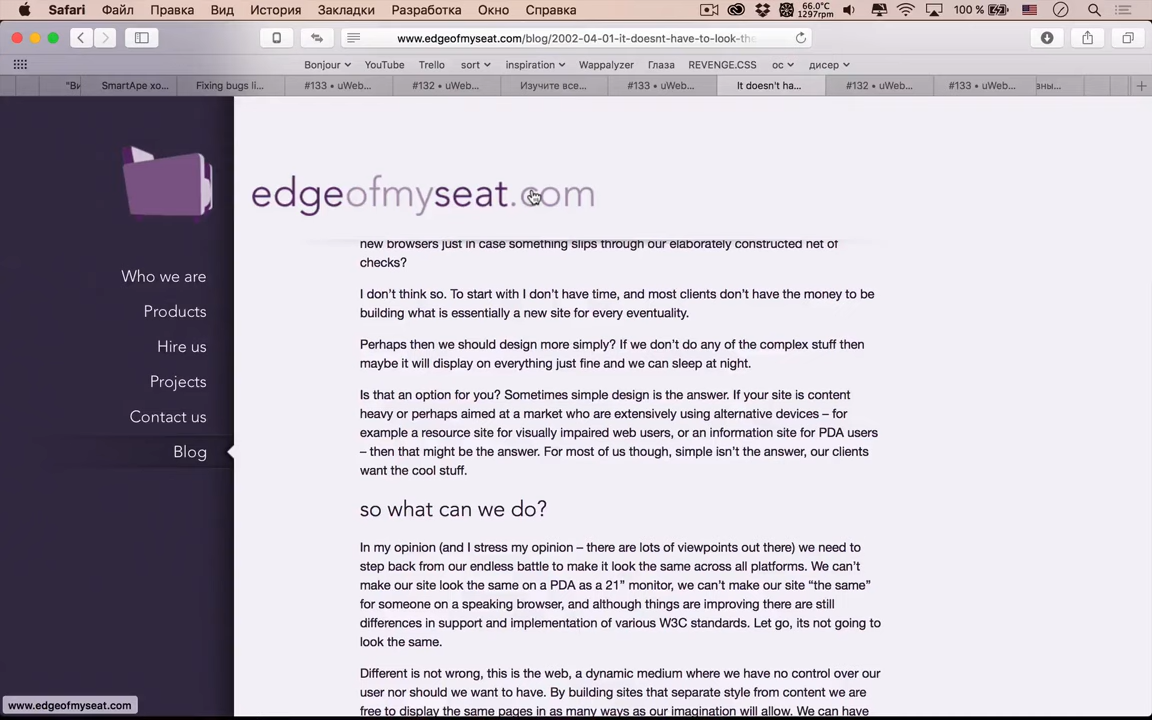 Safari Файл Правка Вид История Закладки Разработка Окно Справка 66.0°C 1297rpm 100 %
www.edgeofmyseat.com/blog/2002-04-01-it-doesnt-have-to-look-the-
Bonjour YouTube Trello sort inspiration Wappalyzer Глаза REVENGE.CSS ос дисер
"Ви SmartApe xo... Fixing bugs li... #133 • uWeb... #132 • uWeb... Изучите все... #133 • uWeb... It doesn't ha... #132 • uWeb... #133 • uWeb... зны...
edgeofmyseat.com
Who we are
Products
Hire us
Projects
Contact us
Blog
new browsers just in case something slips through our elaborately constructed net of
checks?
I don't think so. To start with I don't have time, and most clients don't have the money to be
building what is essentially a new site for every eventuality.
Perhaps then we should design more simply? If we don't do any of the complex stuff then
maybe it will display on everything just fine and we can sleep at night.
Is that an option for you? Sometimes simple design is the answer. If your site is content
heavy or perhaps aimed at a market who are extensively using alternative devices – for
example a resource site for visually impaired web users, or an information site for PDA users
– then that might be the answer. For most of us though, simple isn't the answer, our clients
want the cool stuff.
so what can we do?
In my opinion (and I stress my opinion – there are lots of viewpoints out there) we need to
step back from our endless battle to make it look the same across all platforms. We can't
make our site look the same on a PDA as a 21” monitor, we can't make our site “the same”
for someone on a speaking browser, and although things are improving there are still
differences in support and implementation of various W3C standards. Let go, its not going to
look the same.
Different is not wrong, this is the web, a dynamic medium where we have no control over our
user nor should we want to have. By building sites that separate style from content we are
free to display the same pages in as many ways as our imagination will allow. We can have
www.edgeofmyseat.com